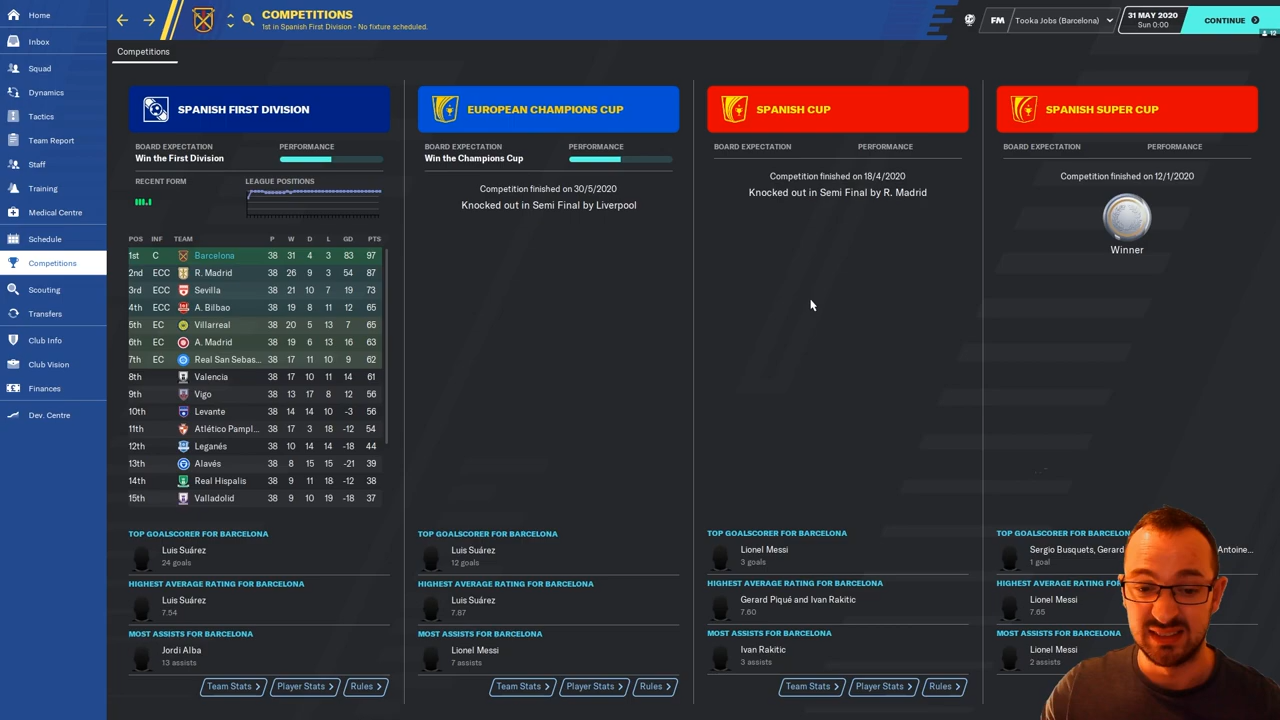 Home
Inbox
Squad
Dynamics
Tactics
Team Report
Staff
Training
Medical Centre
Schedule
Competitions
Scouting
Transfers
Club Info
Club Vision
Finances
Dev. Centre
COMPETITIONS
1st in Spanish First Division - No fixture scheduled.
FM Tooka Jobs (Barcelona)
31 MAY 2020
Sun 0:00
CONTINUE
12
Competitions
SPANISH FIRST DIVISION
BOARD EXPECTATION PERFORMANCE
Win the First Division
RECENT FORM LEAGUE POSITIONS
POS INF TEAM P W D L GD PTS
1st C Barcelona 38 31 4 3 83 97
2nd ECC R. Madrid 38 26 9 3 54 87
3rd ECC Sevilla 38 21 10 7 19 73
4th ECC A. Bilbao 38 19 8 11 12 65
5th EC Villarreal 38 20 5 13 7 65
6th EC A. Madrid 38 19 6 13 16 63
7th EC Real San Sebas... 38 17 11 10 9 62
8th Valencia 38 17 10 11 14 61
9th Vigo 38 13 17 8 12 56
10th Levante 38 14 14 10 -3 56
11th Atlético Pampl... 38 17 3 18 -12 54
12th Leganés 38 10 14 14 -18 44
13th Alavés 38 8 15 15 -21 39
14th Real Hispalis 38 9 11 18 -12 38
15th Valladolid 38 9 10 19 -18 37
TOP GOALSCORER FOR BARCELONA
Luis Suárez
24 goals
HIGHEST AVERAGE RATING FOR BARCELONA
Luis Suárez
7.54
MOST ASSISTS FOR BARCELONA
Jordi Alba
13 assists
Team Stats Player Stats Rules
EUROPEAN CHAMPIONS CUP
BOARD EXPECTATION PERFORMANCE
Win the Champions Cup
Competition finished on 30/5/2020
Knocked out in Semi Final by Liverpool
TOP GOALSCORER FOR BARCELONA
Luis Suárez
12 goals
HIGHEST AVERAGE RATING FOR BARCELONA
Luis Suárez
7.87
MOST ASSISTS FOR BARCELONA
Lionel Messi
7 assists
Team Stats Player Stats Rules
SPANISH CUP
BOARD EXPECTATION PERFORMANCE
Competition finished on 18/4/2020
Knocked out in Semi Final by R. Madrid
TOP GOALSCORER FOR BARCELONA
Lionel Messi
3 goals
HIGHEST AVERAGE RATING FOR BARCELONA
Gerard Piqué and Ivan Rakitic
7.60
MOST ASSISTS FOR BARCELONA
Ivan Rakitic
3 assists
Team Stats Player Stats Rules
SPANISH SUPER CUP
BOARD EXPECTATION PERFORMANCE
Competition finished on 12/1/2020
Winner
TOP GOALSCORER FOR BARCELONA
Sergio Busquets, Gerard Antoine...
1 goal
HIGHEST AVERAGE RATING
Lionel Messi
7.65
MOST ASSISTS FOR
Lionel Messi
2 assists